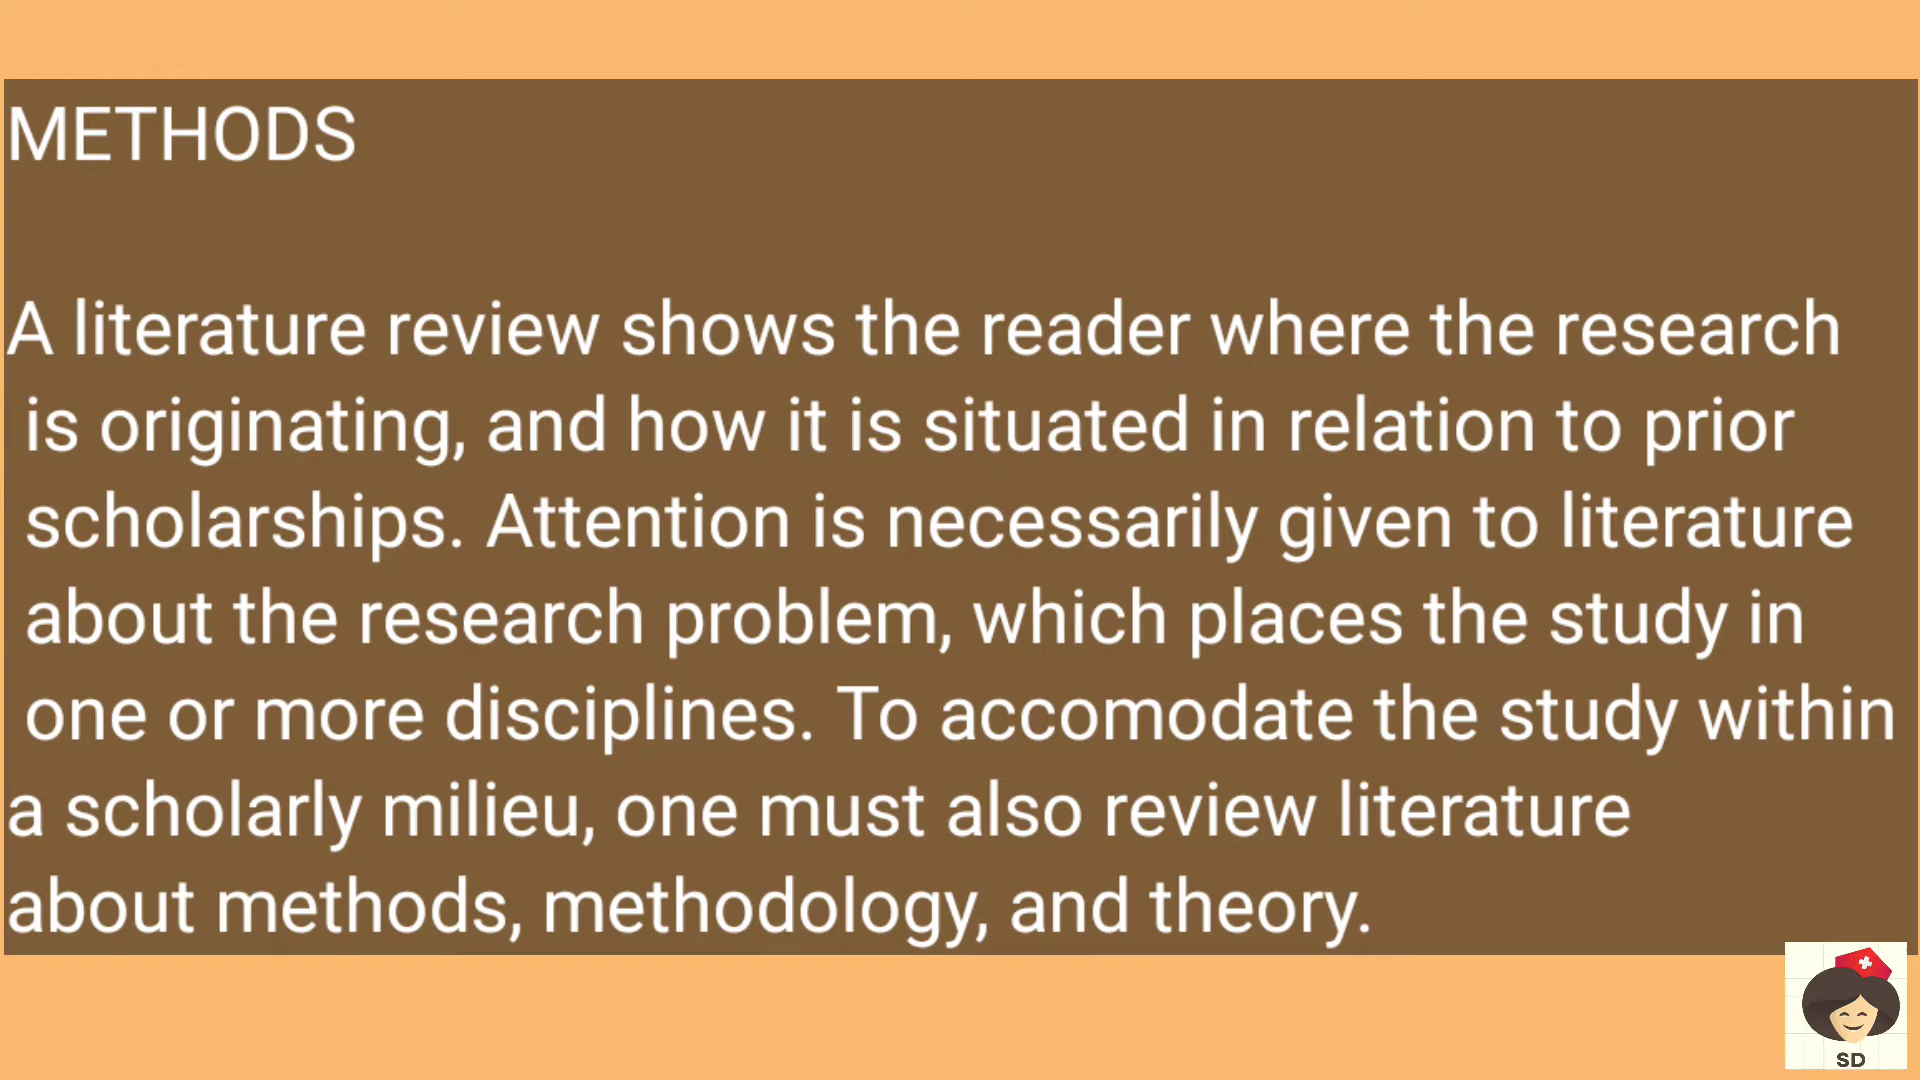 METHODS
A literature review shows the reader where the research
is originating, and how it is situated in relation to prior
scholarships. Attention is necessarily given to literature
about the research problem, which places the study in
one or more disciplines. To accomodate the study within
a scholarly milieu, one must also review literature
about methods, methodology, and theory.
SD